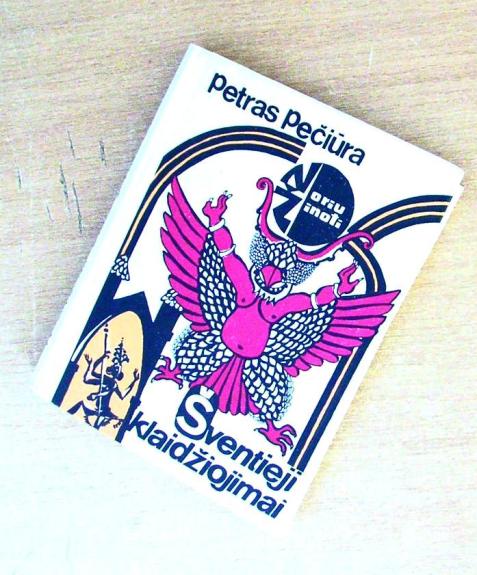 petras pečiūra
Noriu
Žinoti
Šventieji
klaidžiojimai